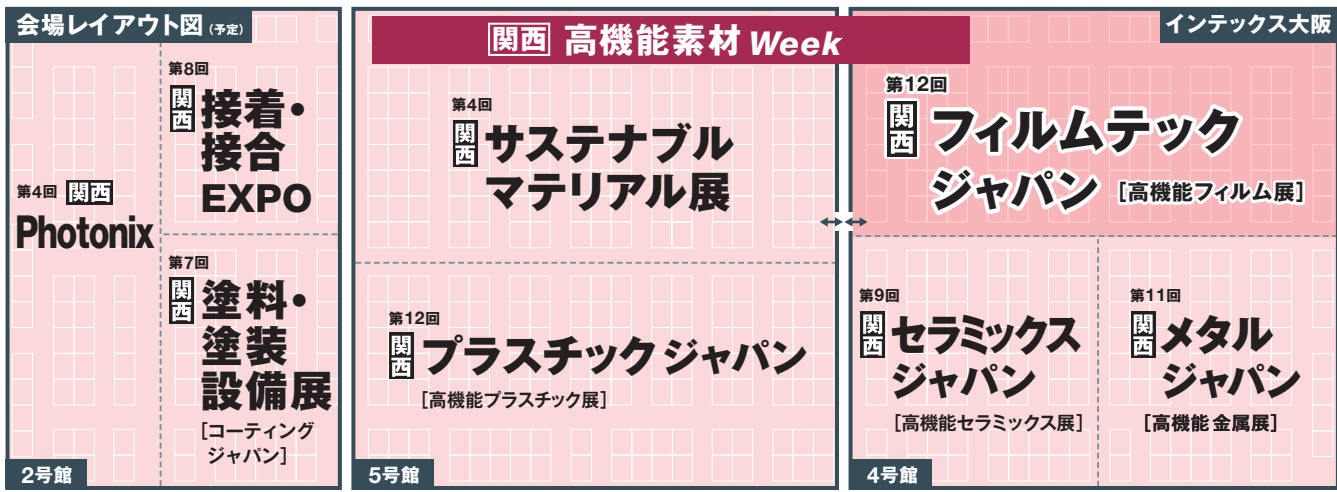 会場レイアウト図(予定)
関西 高機能素材 Week
インテックス大阪
第4回 関西
Photonix
第8回
関西 接着・
接合
EXPO
第7回
関西 塗料・
塗装
設備展
[コーティング
ジャパン]
2号館
第4回
関西 サステナブル
マテリアル展
第12回
関西 プラスチックジャパン
[高機能プラスチック展]
5号館
第12回
関西 フィルムテック
ジャパン [高機能フィルム展]
第9回
関西 セラミックス
ジャパン
[高機能セラミックス展]
第11回
関西 メタル
ジャパン
[高機能 金属展]
4号館